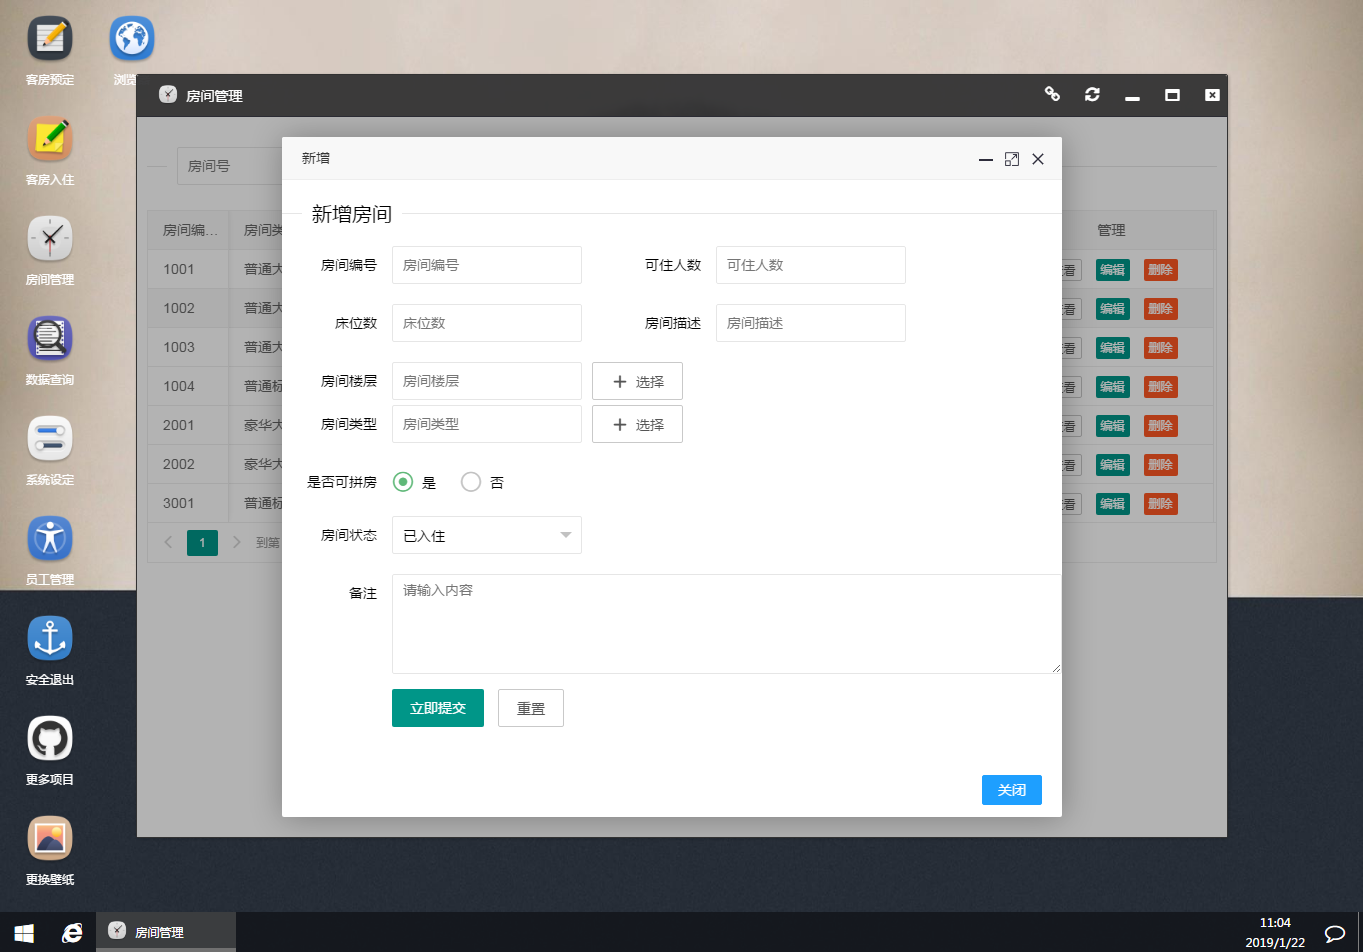 客房预定
浏览
客房入住
房间管理
数据查询
系统设定
员工管理
安全退出
更多项目
更换壁纸
房间管理
房间号
房间编...
房间类
管理
1001
普通大
看
编辑
删除
1002
普通大
看
编辑
删除
1003
普通大
看
编辑
删除
1004
普通标
看
编辑
删除
2001
豪华大
看
编辑
删除
2002
豪华大
看
编辑
删除
3001
普通标
看
编辑
删除
1
到第
新增
新增房间
房间编号
房间编号
可住人数
可住人数
床位数
床位数
房间描述
房间描述
房间楼层
房间楼层
选择
房间类型
房间类型
选择
是否可拼房
是
否
房间状态
已入住
备注
请输入内容
立即提交
重置
关闭
房间管理
11:04
2019/1/22